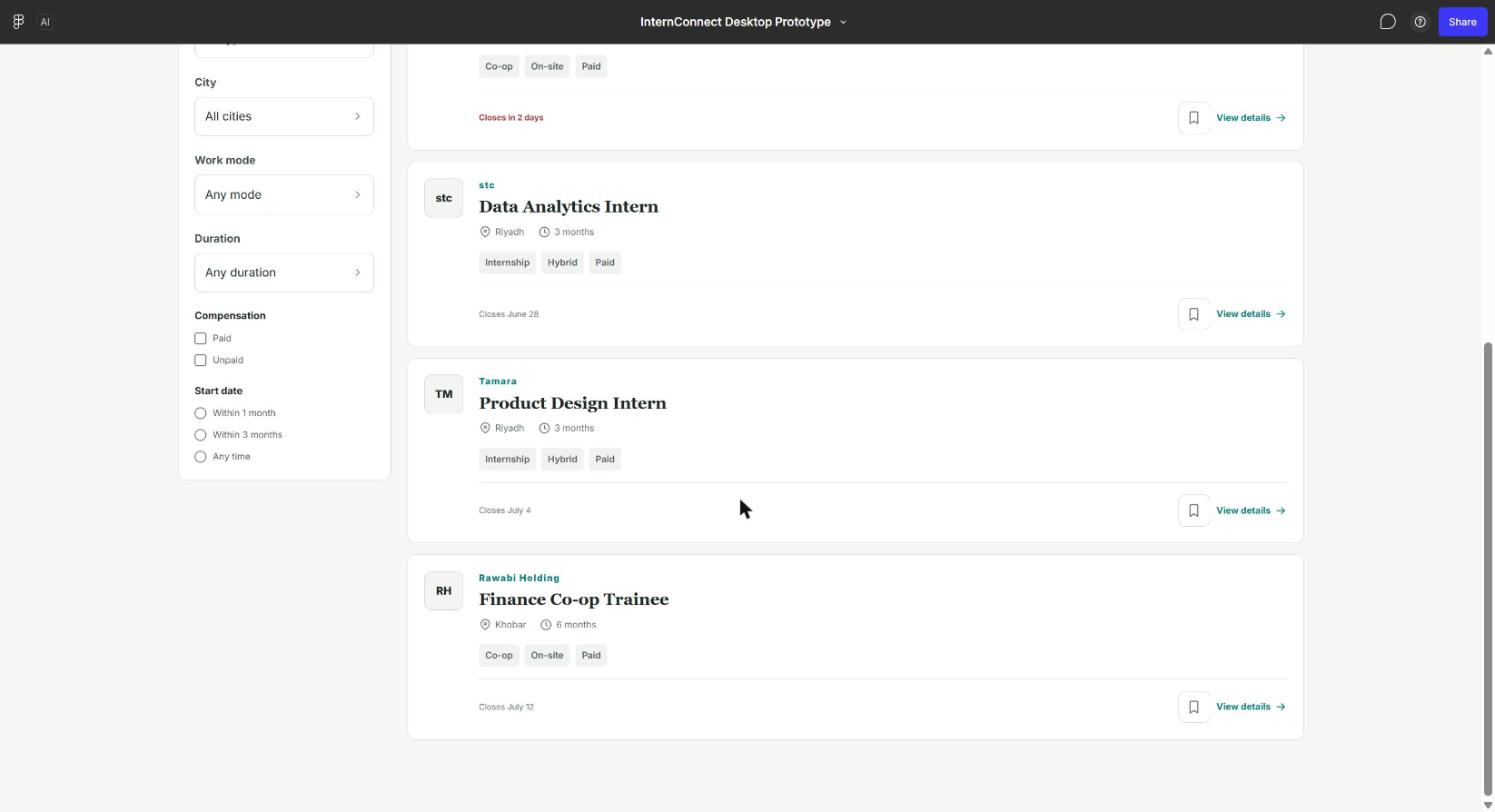 AI
InternConnect Desktop Prototype
Share
City
All cities
Work mode
Any mode
Duration
Any duration
Compensation
Paid
Unpaid
Start date
Within 1 month
Within 3 months
Any time
Co-op On-site Paid
Closes in 2 days
View details
stc
stc
Data Analytics Intern
Riyadh 3 months
Internship Hybrid Paid
Closes June 28
View details
TM
Tamara
Product Design Intern
Riyadh 3 months
Internship Hybrid Paid
Closes July 4
View details
RH
Rawabi Holding
Finance Co-op Trainee
Khobar 6 months
Co-op On-site Paid
Closes July 12
View details